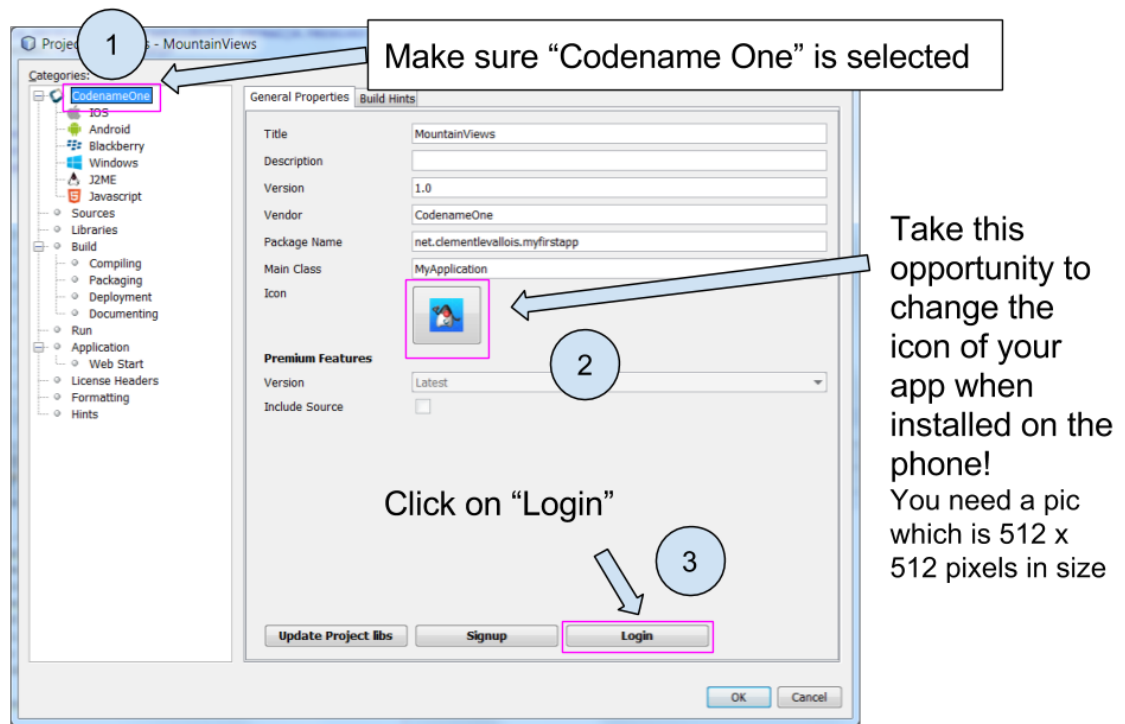 1
Proje
s - MountainViews
Make sure “Codename One” is selected
Categories:
CodenameOne
IOS
Android
Blackberry
Windows
J2ME
Javascript
Sources
Libraries
Build
Compiling
Packaging
Deployment
Documenting
Run
Application
Web Start
License Headers
Formatting
Hints
General Properties
Build Hints
Title
MountainViews
Description
Version
1.0
Vendor
CodenameOne
Package Name
net.clementlevallois.myfirstapp
Main Class
MyApplication
Icon
2
Premium Features
Version
Latest
Include Source
Take this
opportunity to
change the
icon of your
app when
installed on the
phone!
You need a pic
which is 512 x
512 pixels in size
Click on “Login”
3
Update Project libs
Signup
Login
OK
Cancel